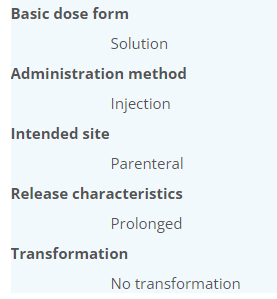 Basic dose form
Solution
Administration method
Injection
Intended site
Parenteral
Release characteristics
Prolonged
Transformation
No transformation